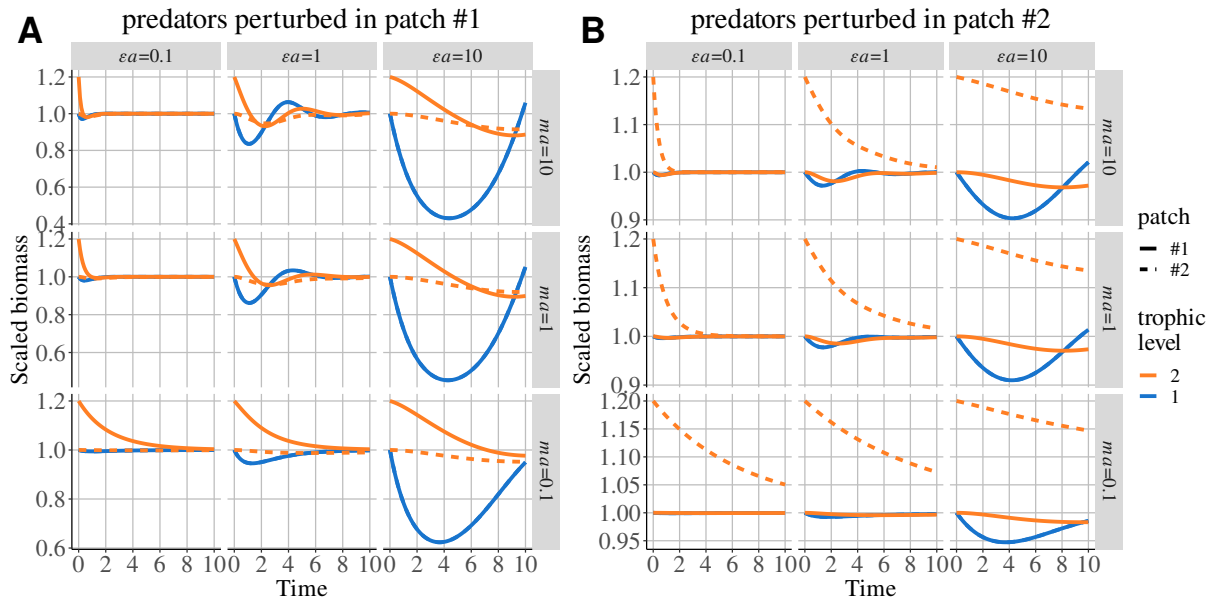 A predators perturbed in patch #1
εa=0.1 εa=1 εa=10
Scaled biomass
1.2
1.0
0.8
0.6
0.4
ma=10
1.2
1.0
0.8
0.6
ma=1
1.2
1.0
0.8
0.6
ma=0.1
0 2 4 6 8 10 0 2 4 6 8 10 0 2 4 6 8 10
Time
B predators perturbed in patch #2
εa=0.1 εa=1 εa=10
Scaled biomass
1.2
1.1
1.0
0.9
ma=10
1.2
1.1
1.0
0.9
ma=1
1.20
1.15
1.10
1.05
1.00
0.95
ma=0.1
0 2 4 6 8 10 0 2 4 6 8 10 0 2 4 6 8 10
Time
patch
#1
#2
trophic
level
2
1